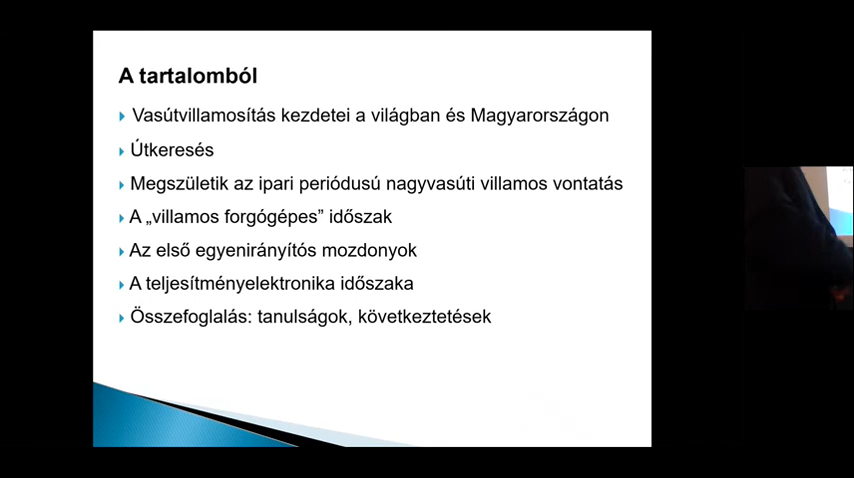 A tartalomból
Vasútvillamosítás kezdetei a világban és Magyarországon
Útkeresés
Megszületik az ipari periódusú nagyvasúti villamos vontatás
A „villamos forgógépes” időszak
Az első egyenirányítós mozdonyok
A teljesítményelektronika időszaka
Összefoglalás: tanulságok, következtetések